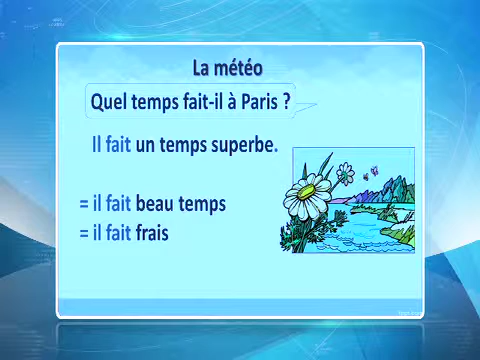 La météo
Quel temps fait-il à Paris ?
Il fait un temps superbe.
= il fait beau temps
= il fait frais